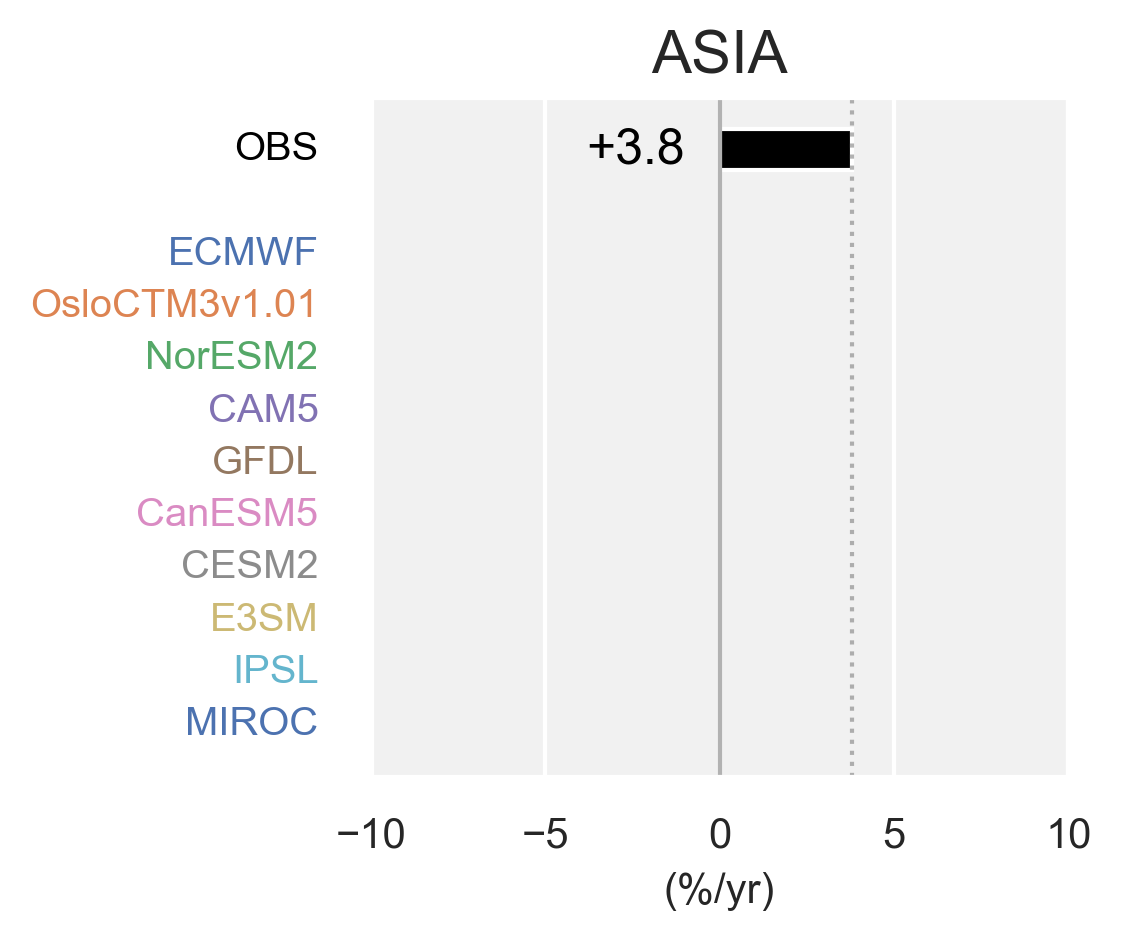 ASIA
OBS
+3.8
ECMWF
OsloCTM3v1.01
NorESM2
CAM5
GFDL
CanESM5
CESM2
E3SM
IPSL
MIROC
−10 −5 0 5 10
(%/yr)